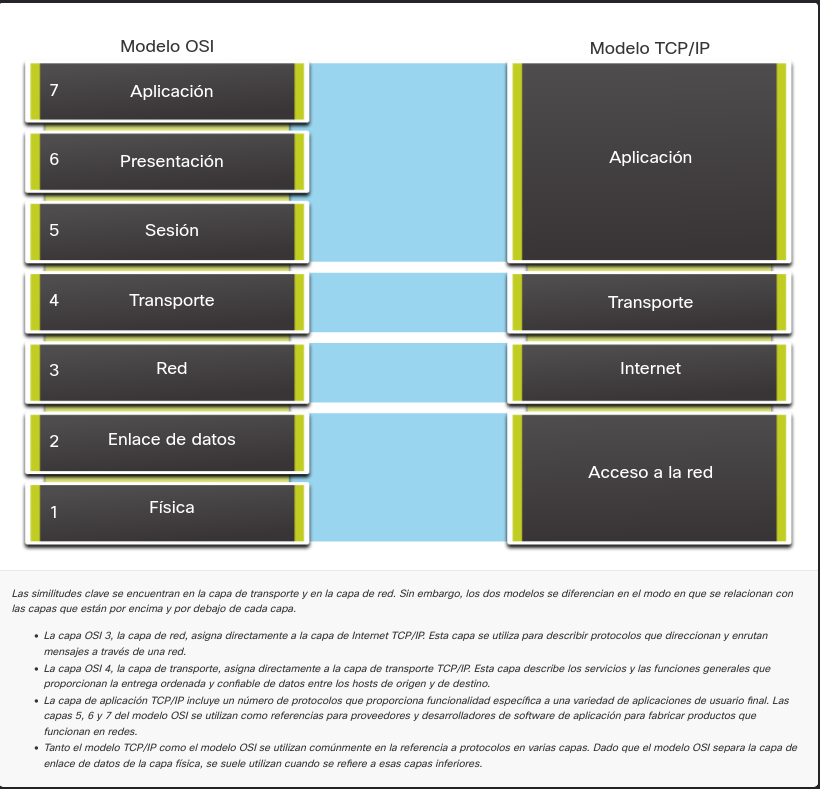 Modelo OSI
Modelo TCP/IP
7 Aplicación
6 Presentación
5 Sesión
Aplicación
4 Transporte
Transporte
3 Red
Internet
2 Enlace de datos
1 Física
Acceso a la red
Las similitudes clave se encuentran en la capa de transporte y en la capa de red. Sin embargo, los dos modelos se diferencian en el modo en que se relacionan con
las capas que están por encima y por debajo de cada capa.
• La capa OSI 3, la capa de red, asigna directamente a la capa de Internet TCP/IP. Esta capa se utiliza para describir protocolos que direccionan y enrutan
mensajes a través de una red.
• La capa OSI 4, la capa de transporte, asigna directamente a la capa de transporte TCP/IP. Esta capa describe los servicios y las funciones generales que
proporcionan la entrega ordenada y confiable de datos entre los hosts de origen y de destino.
• La capa de aplicación TCP/IP incluye un número de protocolos que proporciona funcionalidad específica a una variedad de aplicaciones de usuario final. Las
capas 5, 6 y 7 del modelo OSI se utilizan como referencias para proveedores y desarrolladores de software de aplicación para fabricar productos que
funcionan en redes.
• Tanto el modelo TCP/IP como el modelo OSI se utilizan comúnmente en la referencia a protocolos en varias capas. Dado que el modelo OSI separa la capa de
enlace de datos de la capa física, se suele utilizan cuando se refiere a esas capas inferiores.